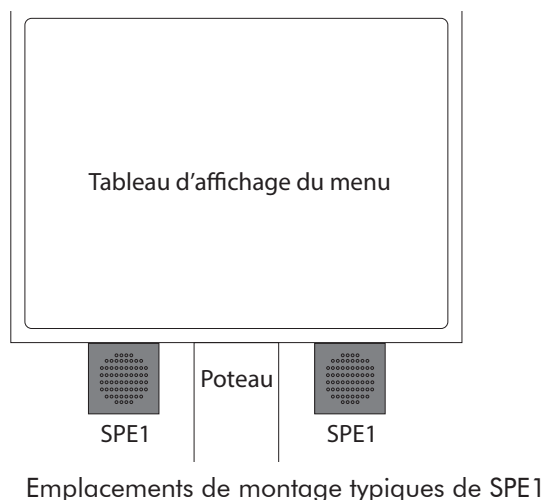 Tableau d'affichage du menu
Poteau
SPE1
SPE1
Emplacements de montage typiques de SPE1